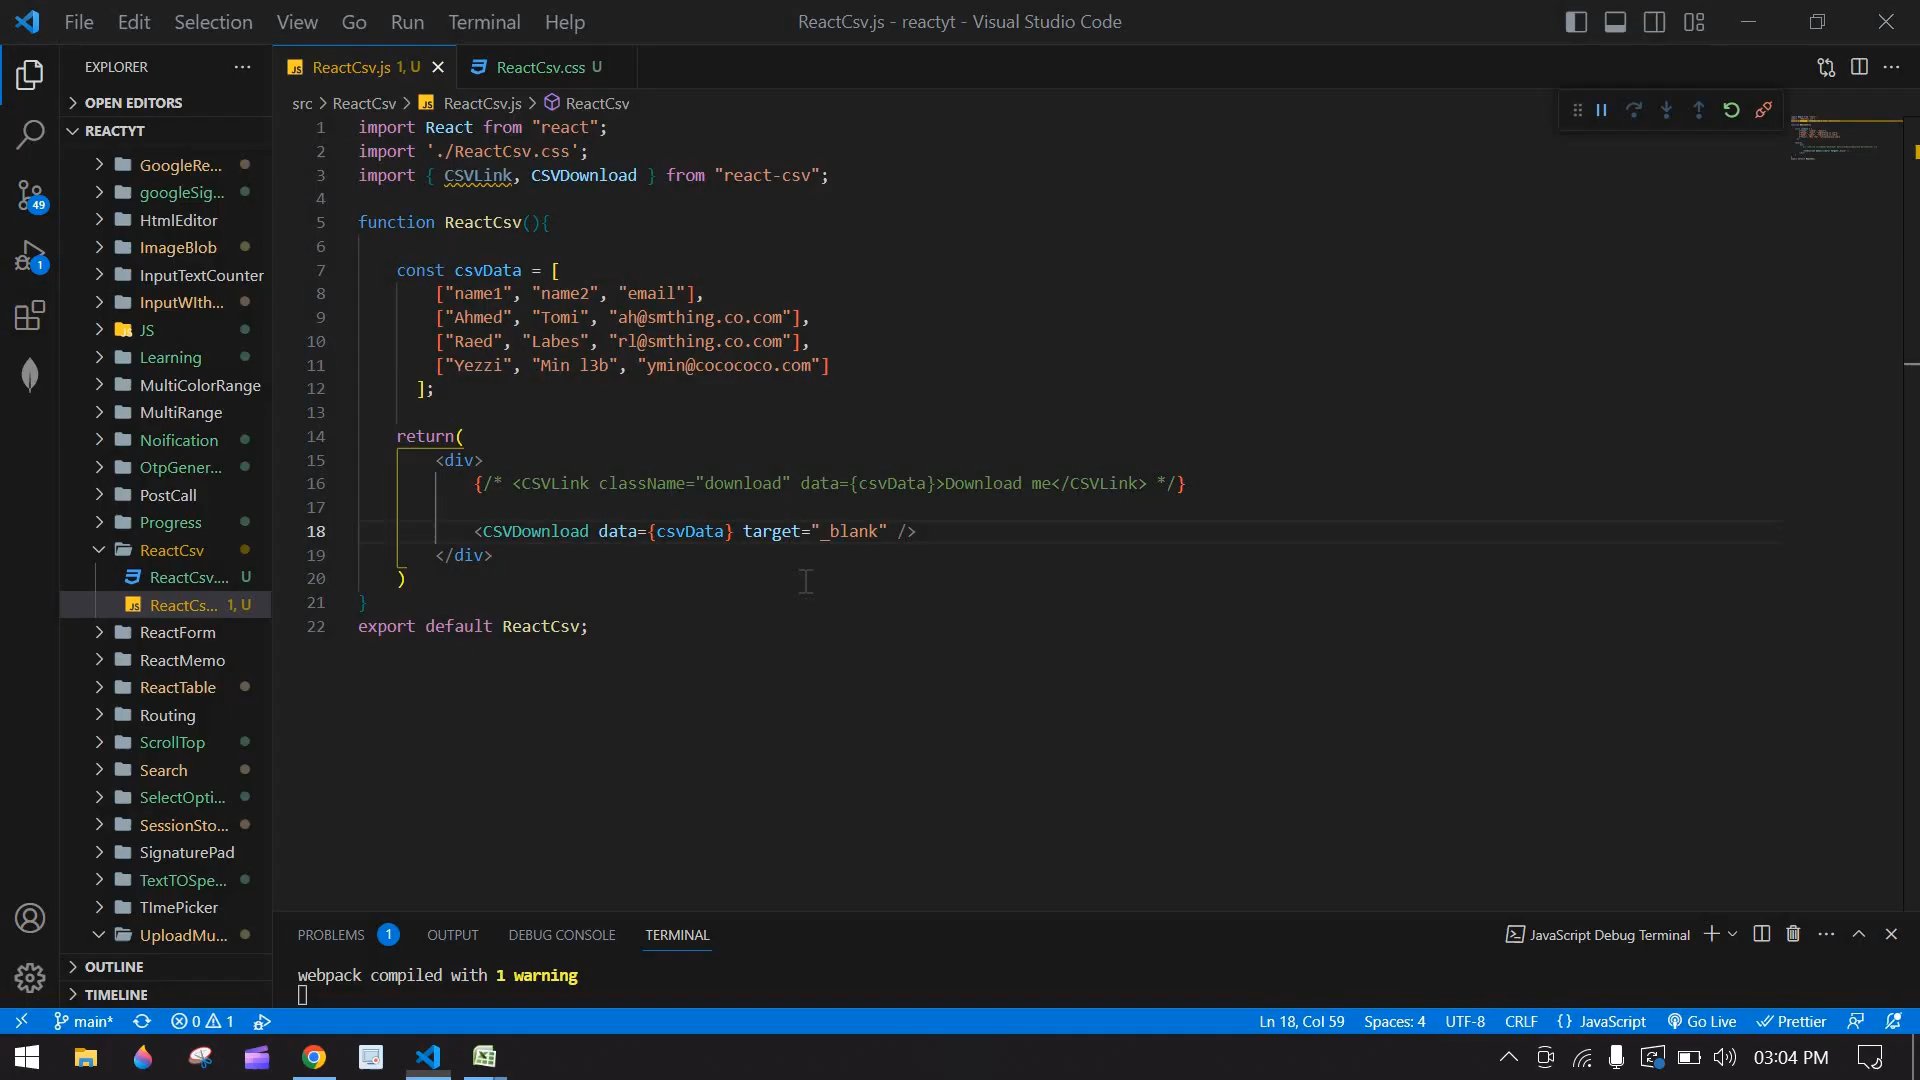 File Edit Selection View Go Run Terminal Help ReactCsv.js - reactyt - Visual Studio Code
EXPLORER
OPEN EDITORS
REACTYT
GoogleRe...
googleSig...
HtmlEditor
ImageBlob
InputTextCounter
InputWIth...
JS JS
Learning
MultiColorRange
MultiRange
Noification
OtpGener...
PostCall
Progress
ReactCsv
ReactCsv.... U
JS ReactCs... 1, U
ReactForm
ReactMemo
ReactTable
Routing
ScrollTop
Search
SelectOpti...
SessionSto...
SignaturePad
TextTOSpe...
TImePicker
UploadMu...
OUTLINE
TIMELINE
49
1
JS ReactCsv.js 1, U ReactCsv.css U
src > ReactCsv > JS ReactCsv.js > ReactCsv
1 import React from "react";
2 import './ReactCsv.css';
3 import { CSVLink, CSVDownload } from "react-csv";
4
5 function ReactCsv(){
6
7 const csvData = [
8 ["name1", "name2", "email"],
9 ["Ahmed", "Tomi", "ah@smthing.co.com"],
10 ["Raed", "Labes", "rl@smthing.co.com"],
11 ["Yezzi", "Min l3b", "ymin@cocococo.com"]
12 ];
13
14 return(
15 <div>
16 {/* <CSVLink className="download" data={csvData}>Download me</CSVLink> */}
17
18 <CSVDownload data={csvData} target="_blank" />
19 </div>
20 )
21 }
22 export default ReactCsv;
PROBLEMS 1 OUTPUT DEBUG CONSOLE TERMINAL JavaScript Debug Terminal
webpack compiled with 1 warning
main* 0 1 Ln 18, Col 59 Spaces: 4 UTF-8 CRLF {} JavaScript Go Live Prettier
03:04 PM